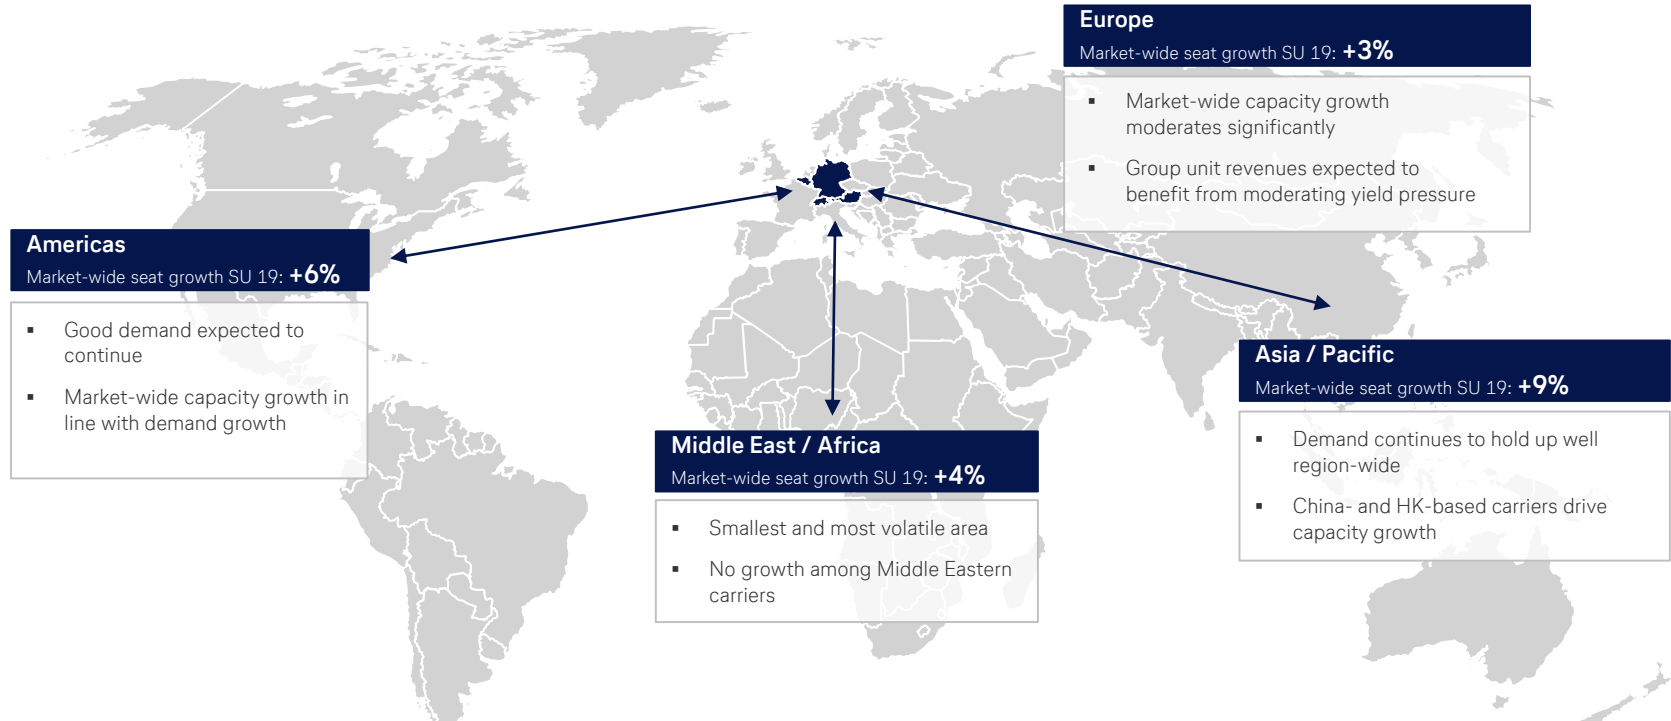 Europe
Market-wide seat growth SU 19: +3%
▪ Market-wide capacity growth
moderates significantly
▪ Group unit revenues expected to
benefit from moderating yield pressure
Americas
Market-wide seat growth SU 19: +6%
▪ Good demand expected to
continue
▪ Market-wide capacity growth in
line with demand growth
Middle East / Africa
Market-wide seat growth SU 19: +4%
▪ Smallest and most volatile area
▪ No growth among Middle Eastern
carriers
Asia / Pacific
Market-wide seat growth SU 19: +9%
▪ Demand continues to hold up well
region-wide
▪ China- and HK-based carriers drive
capacity growth